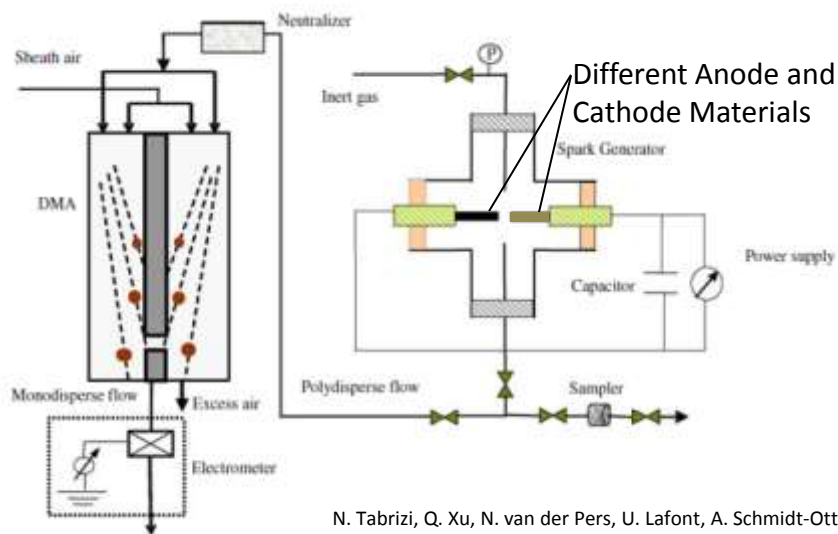 Neutralizer
Sheath air
P
Inert gas
Different Anode and
Cathode Materials
Spark Generator
DMA
Power supply
Capacitor
Polydisperse flow
Sampler
Monodisperse flow
Excess air
Electrometer
N. Tabrizi, Q. Xu, N. van der Pers, U. Lafont, A. Schmidt-Ott